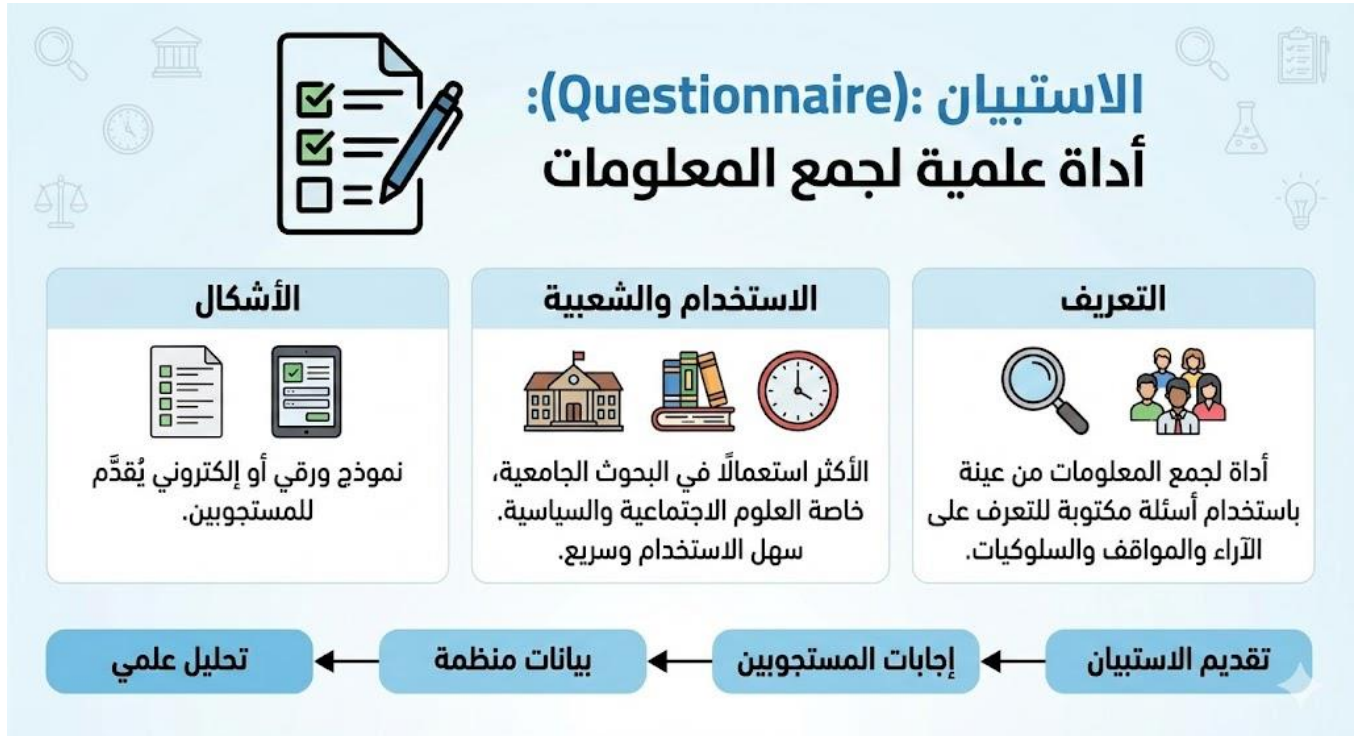 الاستبيان :(Questionnaire):
أداة علمية لجمع المعلومات
التعريف
أداة لجمع المعلومات من عينة
باستخدام أسئلة مكتوبة للتعرف على
الآراء والمواقف والسلوكيات.
الاستخدام والشعبية
الأكثر استعمالًا في البحوث الجامعية،
خاصة العلوم الاجتماعية والسياسية.
سهل الاستخدام وسريع.
الأشكال
نموذج ورقي أو إلكتروني يُقدَّم
للمستجوبين.
تقديم الاستبيان
إجابات المستجوبين
بيانات منظمة
تحليل علمي